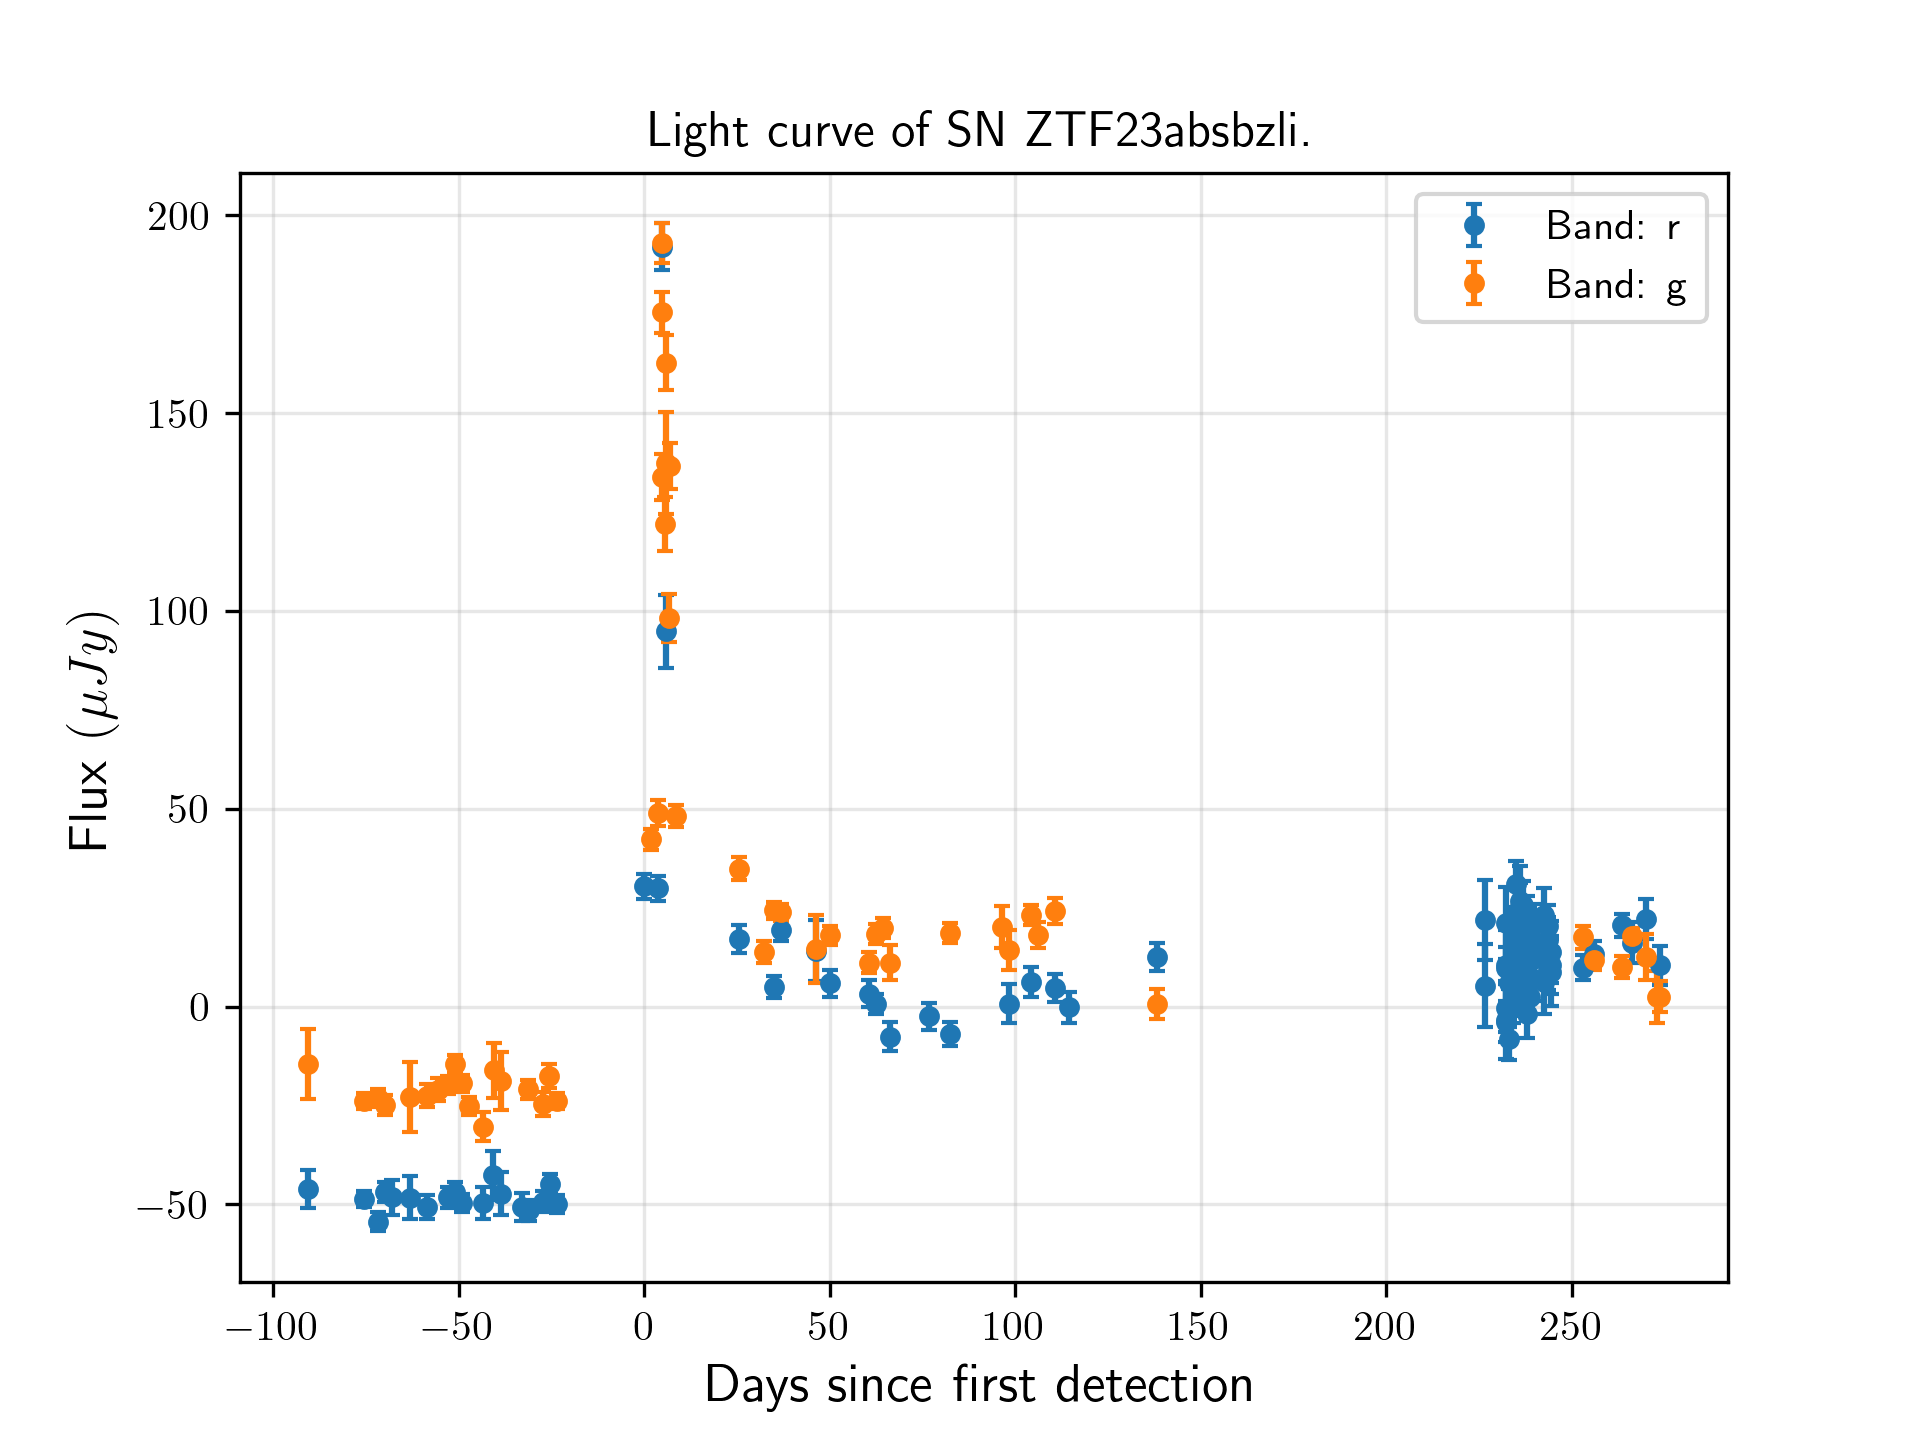 Light curve of SN ZTF23absbzli.
Band: r
Band: g
200
150
100
50
0
−50
Flux (μJy)
−100
−50
0
50
100
150
200
250
Days since first detection